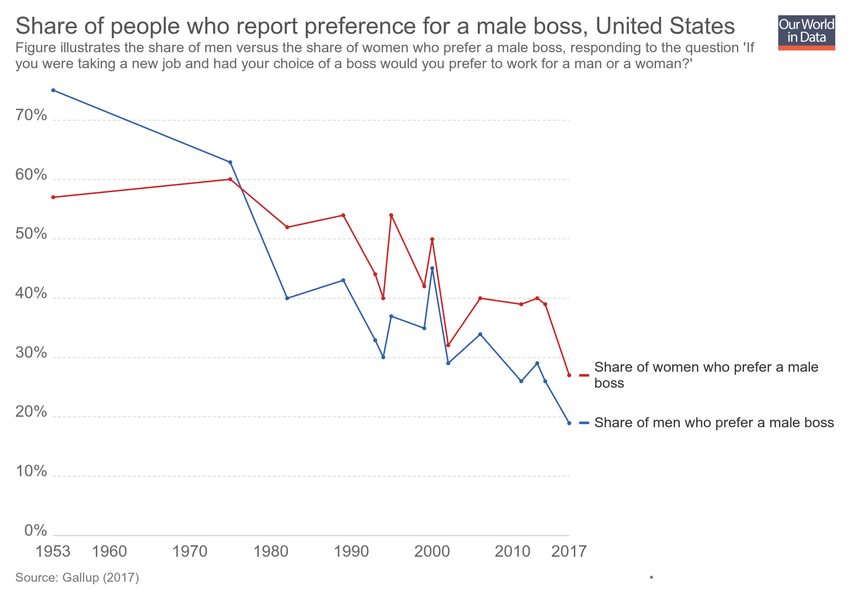 Share of people who report preference for a male boss, United States
Our World
in Data
Figure illustrates the share of men versus the share of women who prefer a male boss, responding to the question 'If
you were taking a new job and had your choice of a boss would you prefer to work for a man or a woman?'
70%
60%
50%
40%
30%
20%
10%
0%
Share of women who prefer a male
boss
Share of men who prefer a male boss
1953 1960 1970 1980 1990 2000 2010 2017
Source: Gallup (2017)